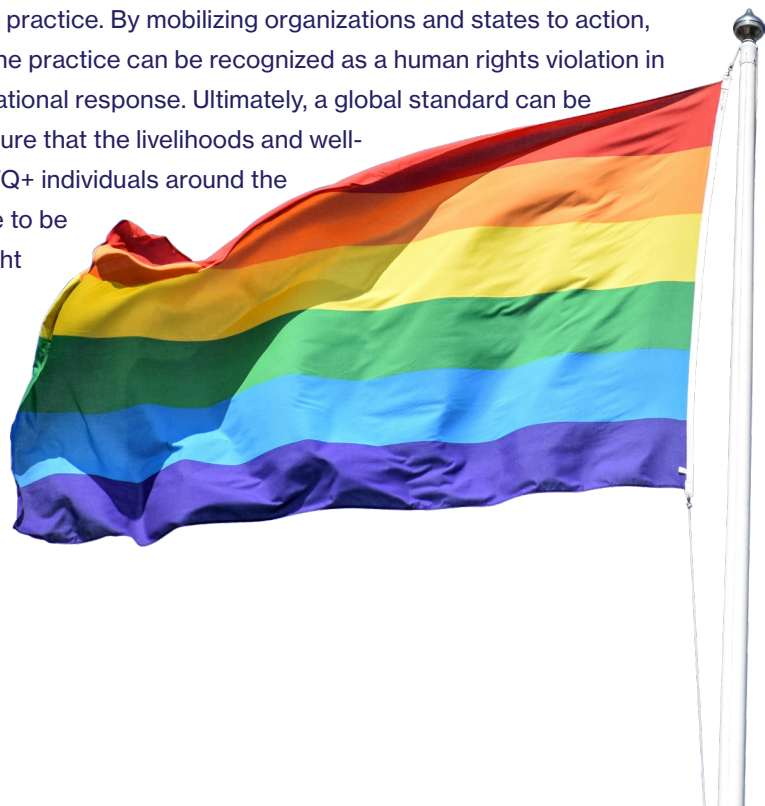 practice. By mobilizing organizations and states to action,
ne practice can be recognized as a human rights violation in
ational response. Ultimately, a global standard can be
ure that the livelihoods and well-
Q+ individuals around the
e to be
ht